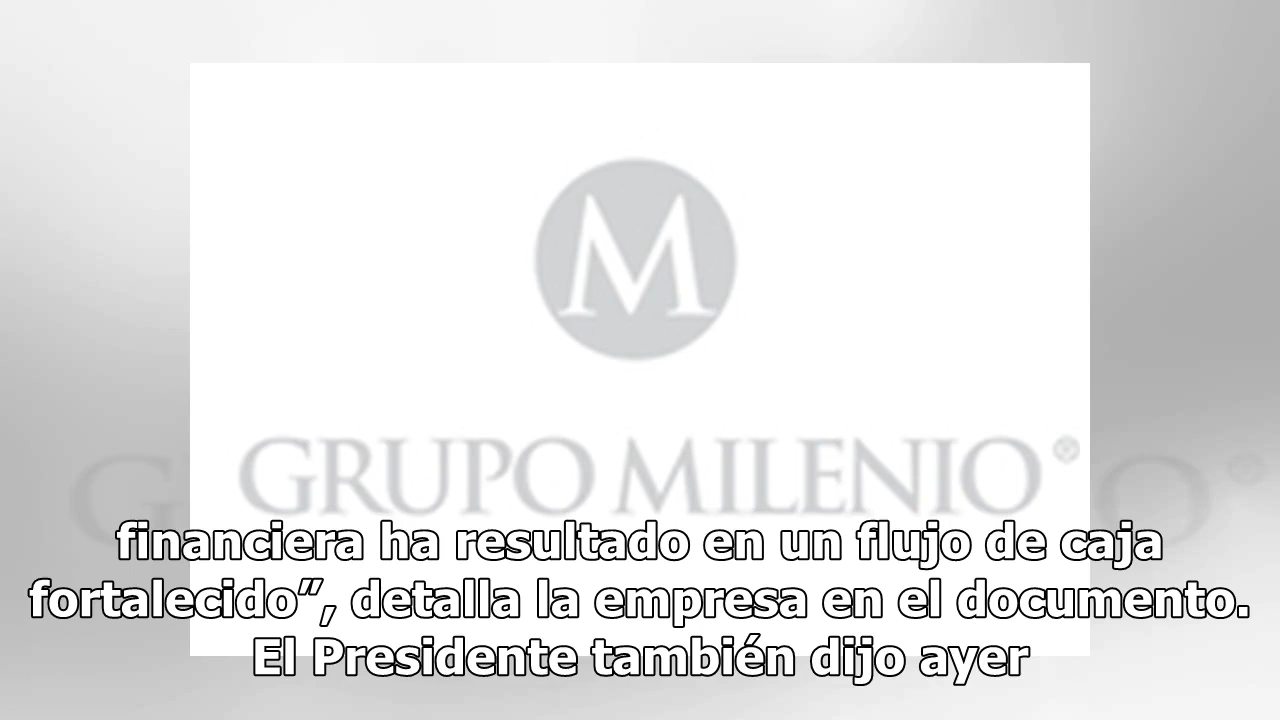 M
GRUPO MILENIO®
financiera ha resultado en un flujo de caja
fortalecido”, detalla la empresa en el documento.
El Presidente también dijo ayer